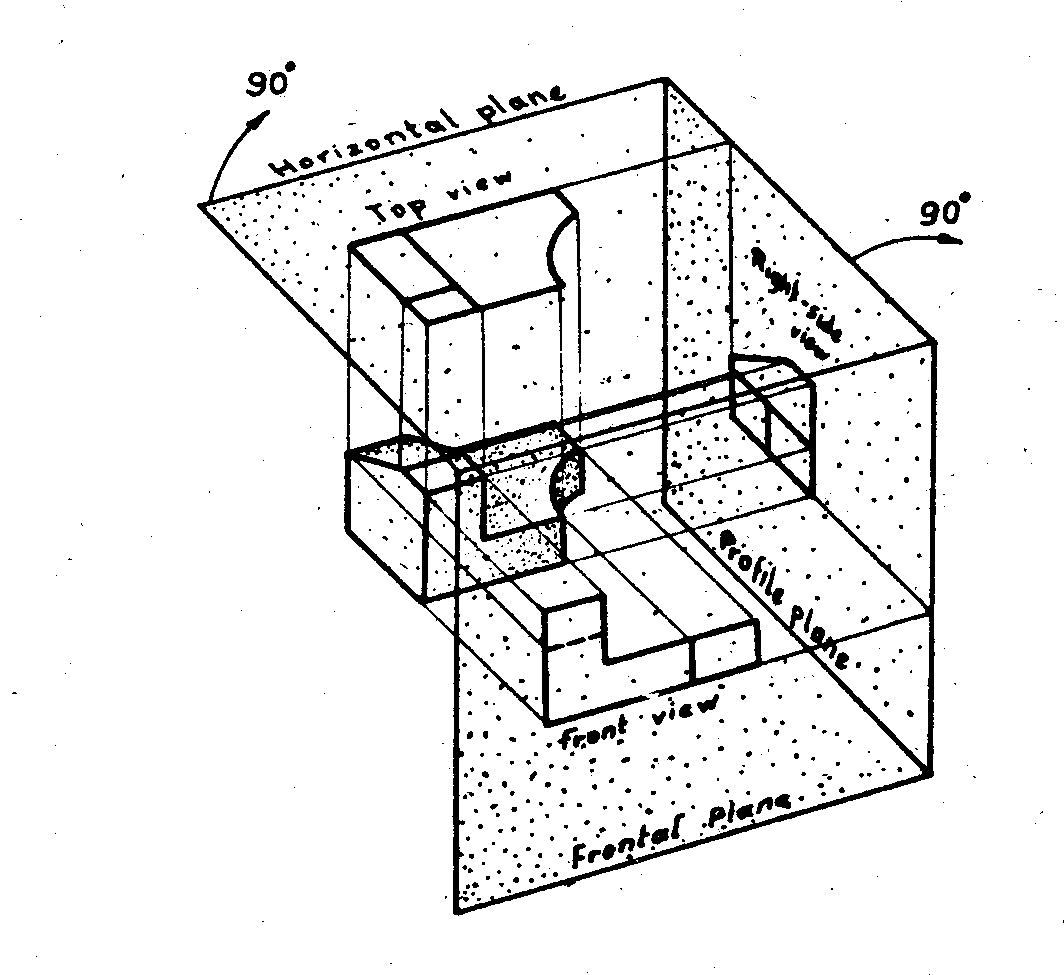 90°
Horizontal plane
Top view
90°
Right-side
view
Profile plane
front view
Frontal Plane